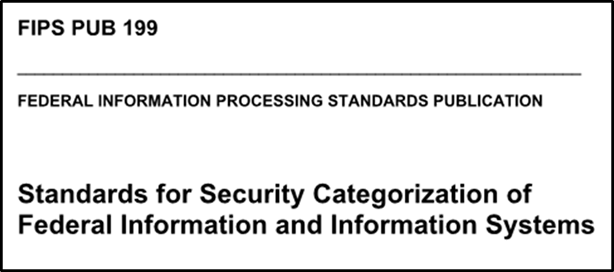 FIPS PUB 199
FEDERAL INFORMATION PROCESSING STANDARDS PUBLICATION
Standards for Security Categorization of
Federal Information and Information Systems